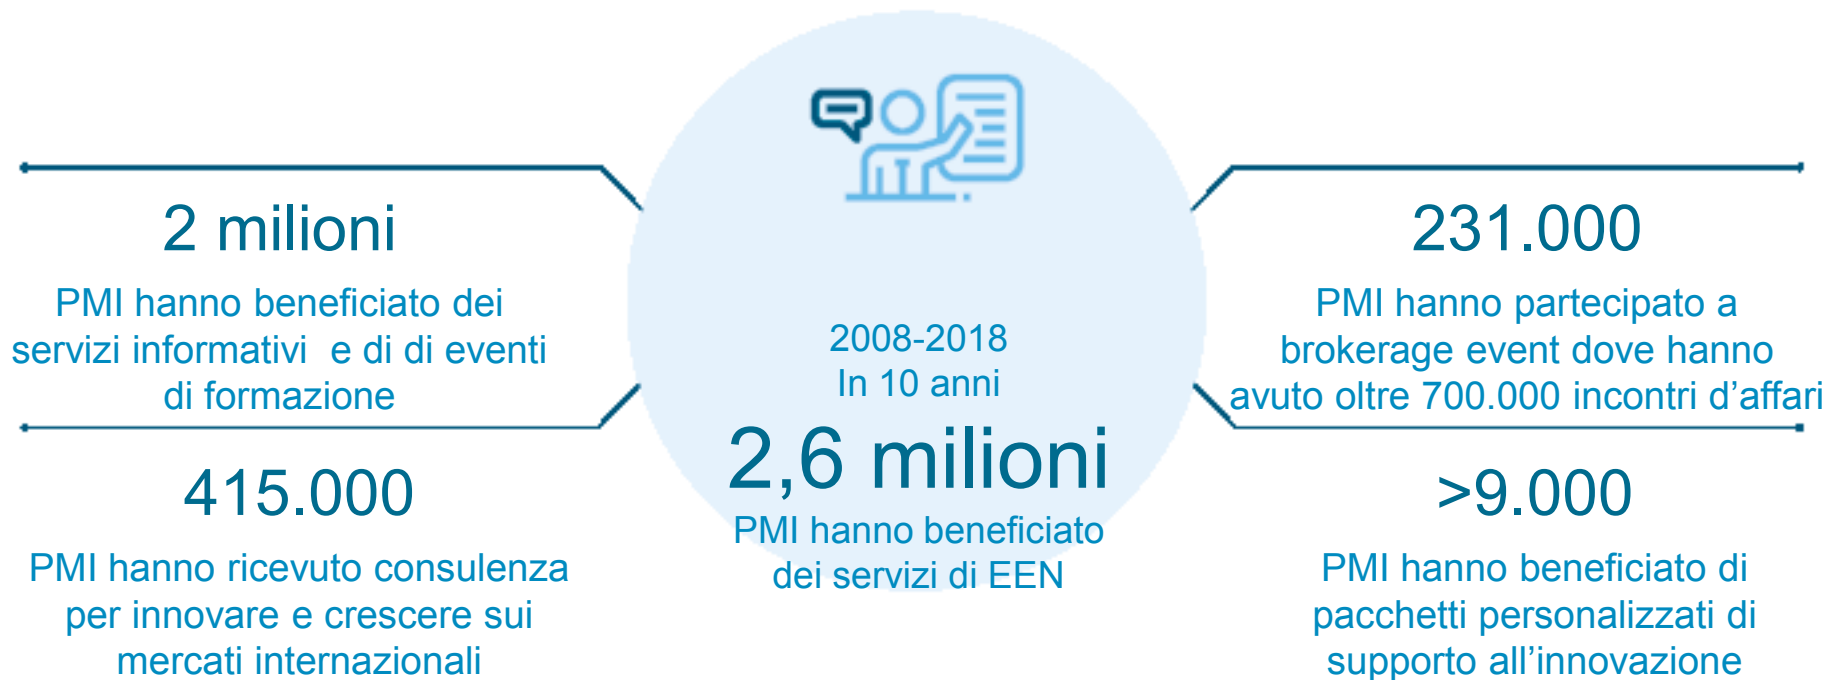 2 milioni
PMI hanno beneficiato dei
servizi informativi  e di di eventi
di formazione
415.000
PMI hanno ricevuto consulenza
per innovare e crescere sui
mercati internazionali
2008-2018
In 10 anni
2,6 milioni
PMI hanno beneficiato
dei servizi di EEN
231.000
PMI hanno partecipato a
brokerage event dove hanno
avuto oltre 700.000 incontri d’affari
>9.000
PMI hanno beneficiato di
pacchetti personalizzati di
supporto all’innovazione